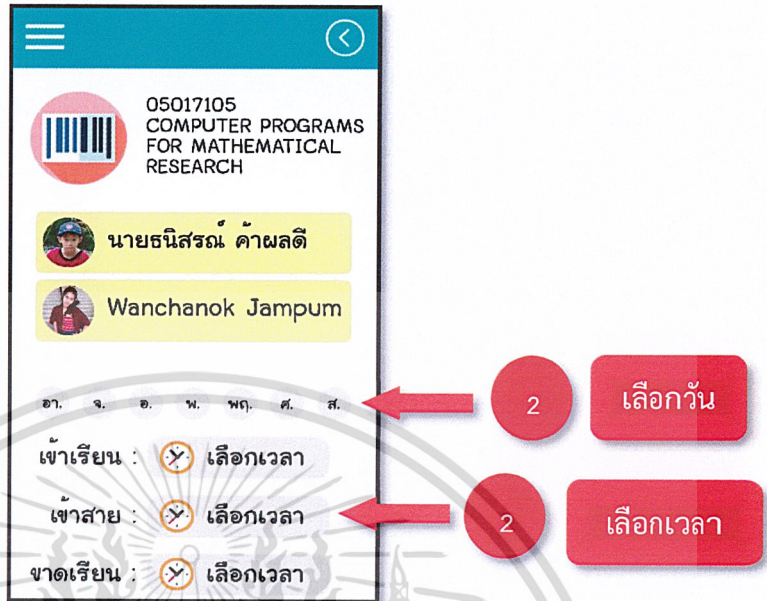 05017105
COMPUTER PROGRAMS
FOR MATHEMATICAL
RESEARCH
นายธนิสรณ์ ค้าผลดี
Wanchanok Jampum
อา. จ. อ. พ. พฤ. ศ. ส.
2 เลือกวัน
เข้าเรียน : เลือกเวลา
เข้าสาย : เลือกเวลา
2 เลือกเวลา
ขาดเรียน : เลือกเวลา